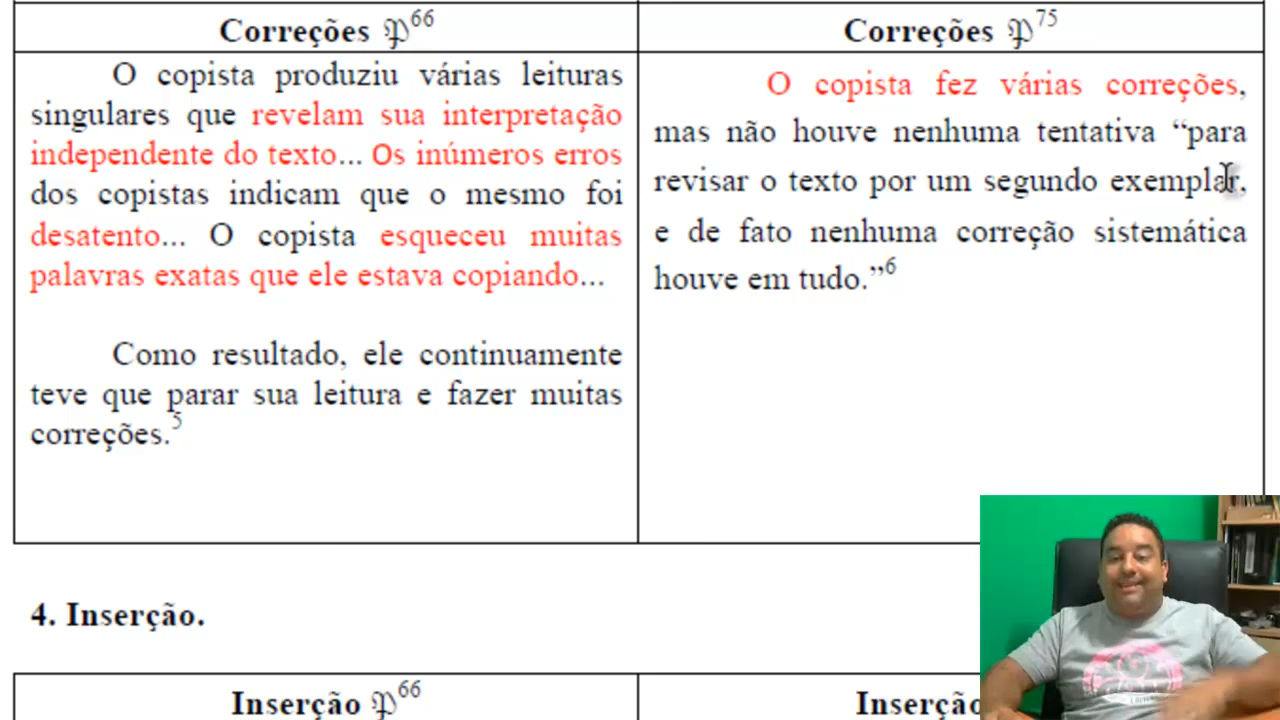 Correções 𝔓66
O copista produziu várias leituras
singulares que revelam sua interpretação
independente do texto... Os inúmeros erros
dos copistas indicam que o mesmo foi
desatento... O copista esqueceu muitas
palavras exatas que ele estava copiando...
Como resultado, ele continuamente
teve que parar sua leitura e fazer muitas
correções.5
Correções 𝔓75
O copista fez várias correções,
mas não houve nenhuma tentativa “para
revisar o texto por um segundo exemplar,
e de fato nenhuma correção sistemática
houve em tudo.”6
4. Inserção.
Inserção 𝔓66
Inserção